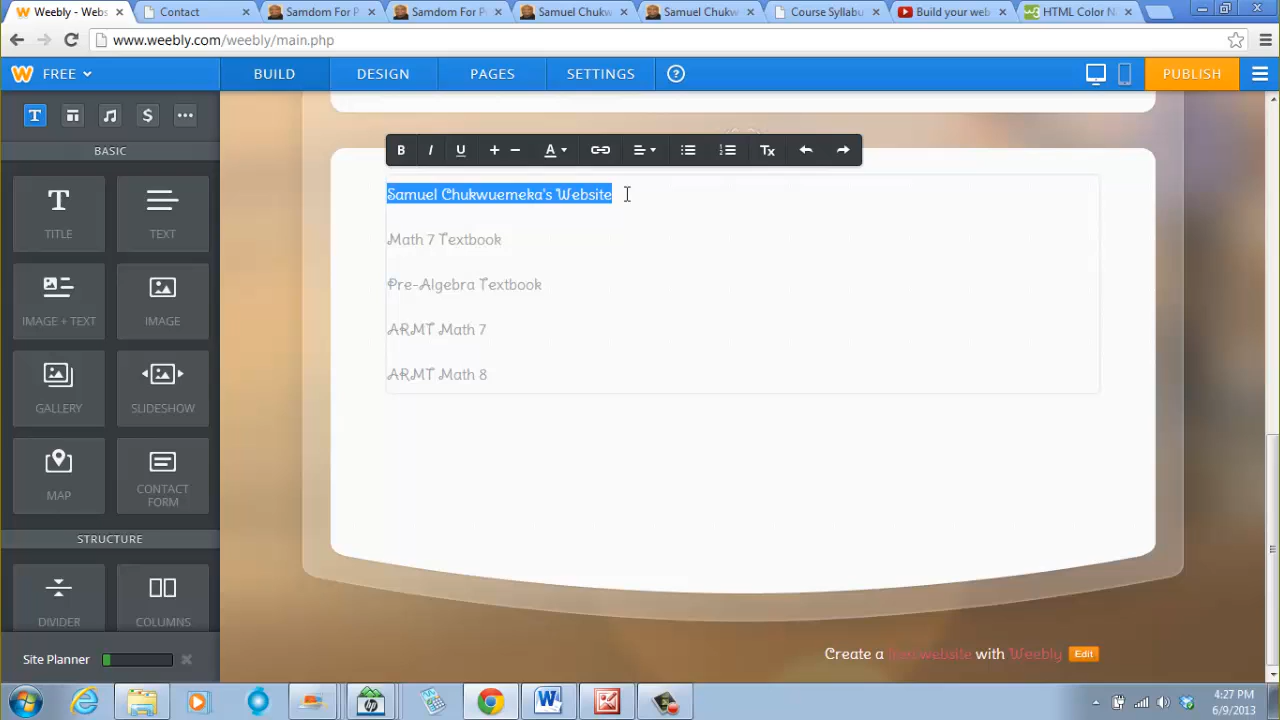 Weebly - Webs
Contact
Samdom For P
Samdom For P
Samuel Chukw
Samuel Chukw
Course Syllabu
Build your web
HTML Color N
www.weebly.com/weebly/main.php
FREE
BUILD
DESIGN
PAGES
SETTINGS
?
PUBLISH
T
$
BASIC
B I U + − A Tx
T
TITLE
TEXT
IMAGE + TEXT
IMAGE
GALLERY
SLIDESHOW
MAP
CONTACT
FORM
STRUCTURE
DIVIDER
COLUMNS
Site Planner
Samuel Chukwuemeka's Website
Math 7 Textbook
Pre-Algebra Textbook
ARMT Math 7
ARMT Math 8
Create a free website with Weebly
Edit
4:27 PM
6/9/2013